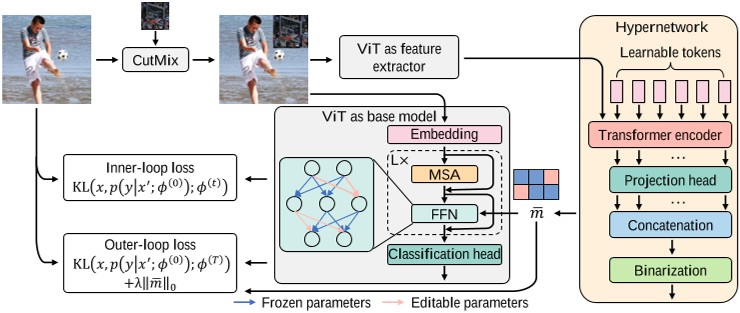 CutMix
ViT as feature
extractor
Hypernetwork
Learnable tokens
Transformer encoder
...
Projection head
...
Concatenation
Binarization
ViT as base model
Embedding
L×
MSA
FFN
Classification head
m̅
Inner-loop loss
KL(x, p(y|x′; ϕ⁽⁰⁾); ϕ⁽ᵗ⁾)
Outer-loop loss
KL(x, p(y|x′; ϕ⁽⁰⁾); ϕ⁽ᵀ⁾)
+λ‖m̅‖₀
Frozen parameters
Editable parameters